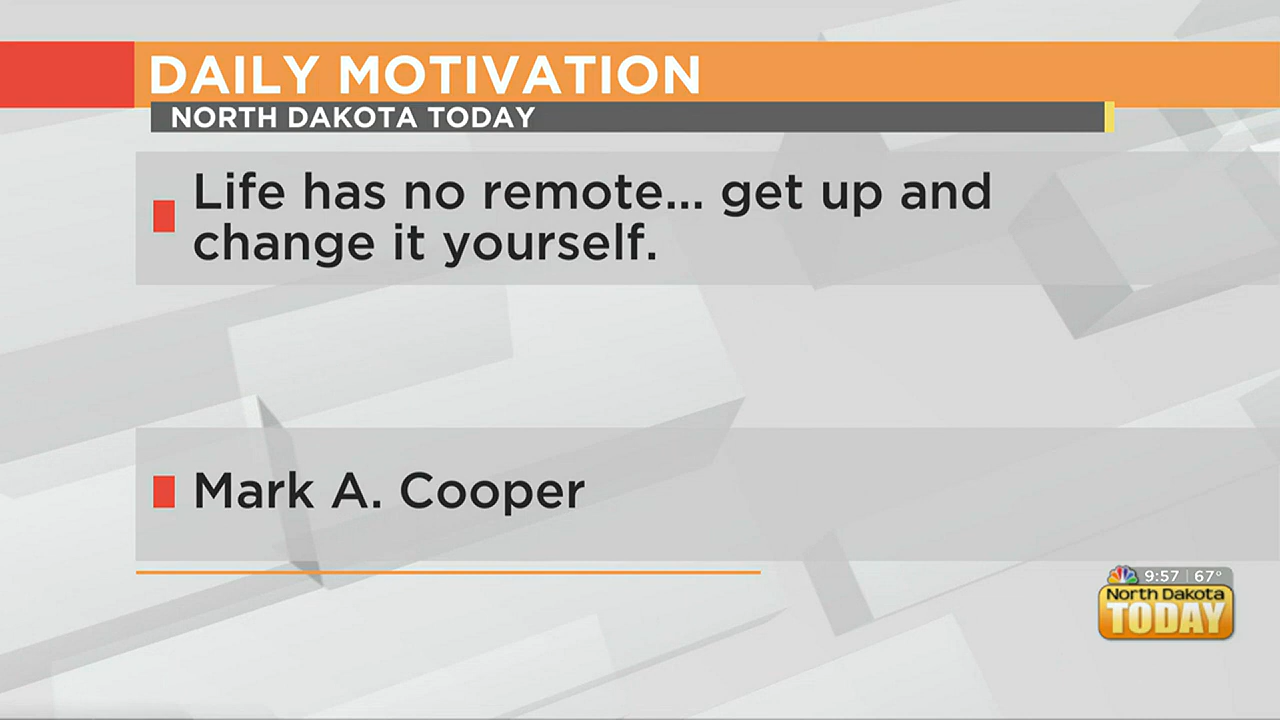 DAILY MOTIVATION
NORTH DAKOTA TODAY
Life has no remote... get up and
change it yourself.
Mark A. Cooper
9:57 67°
North Dakota
TODAY